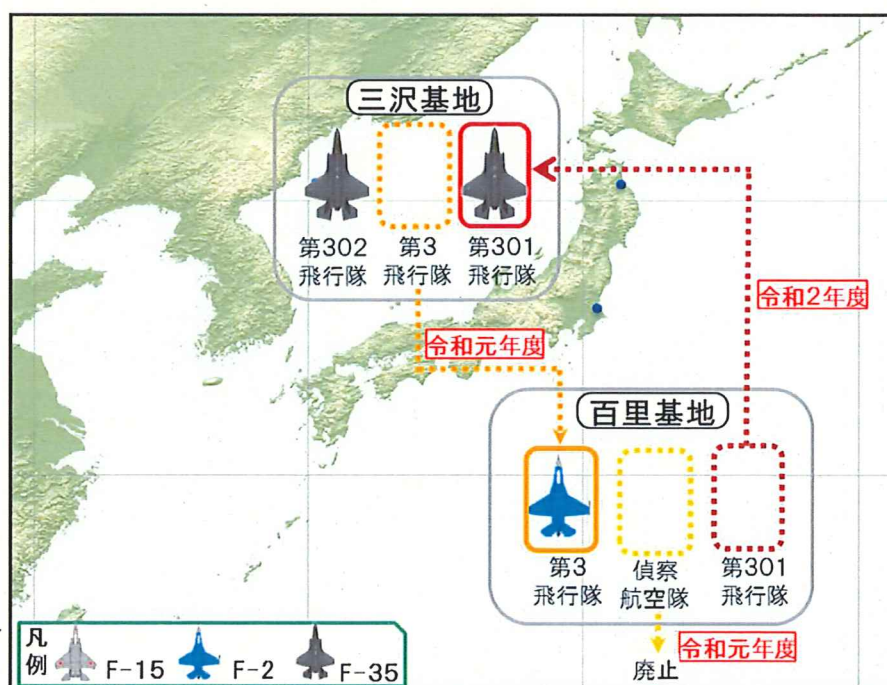 三沢基地
第302
飛行隊
第3
飛行隊
第301
飛行隊
令和2年度
令和元年度
百里基地
第3
飛行隊
偵察
航空隊
第301
飛行隊
令和元年度
廃止
凡
例
F-15
F-2
F-35